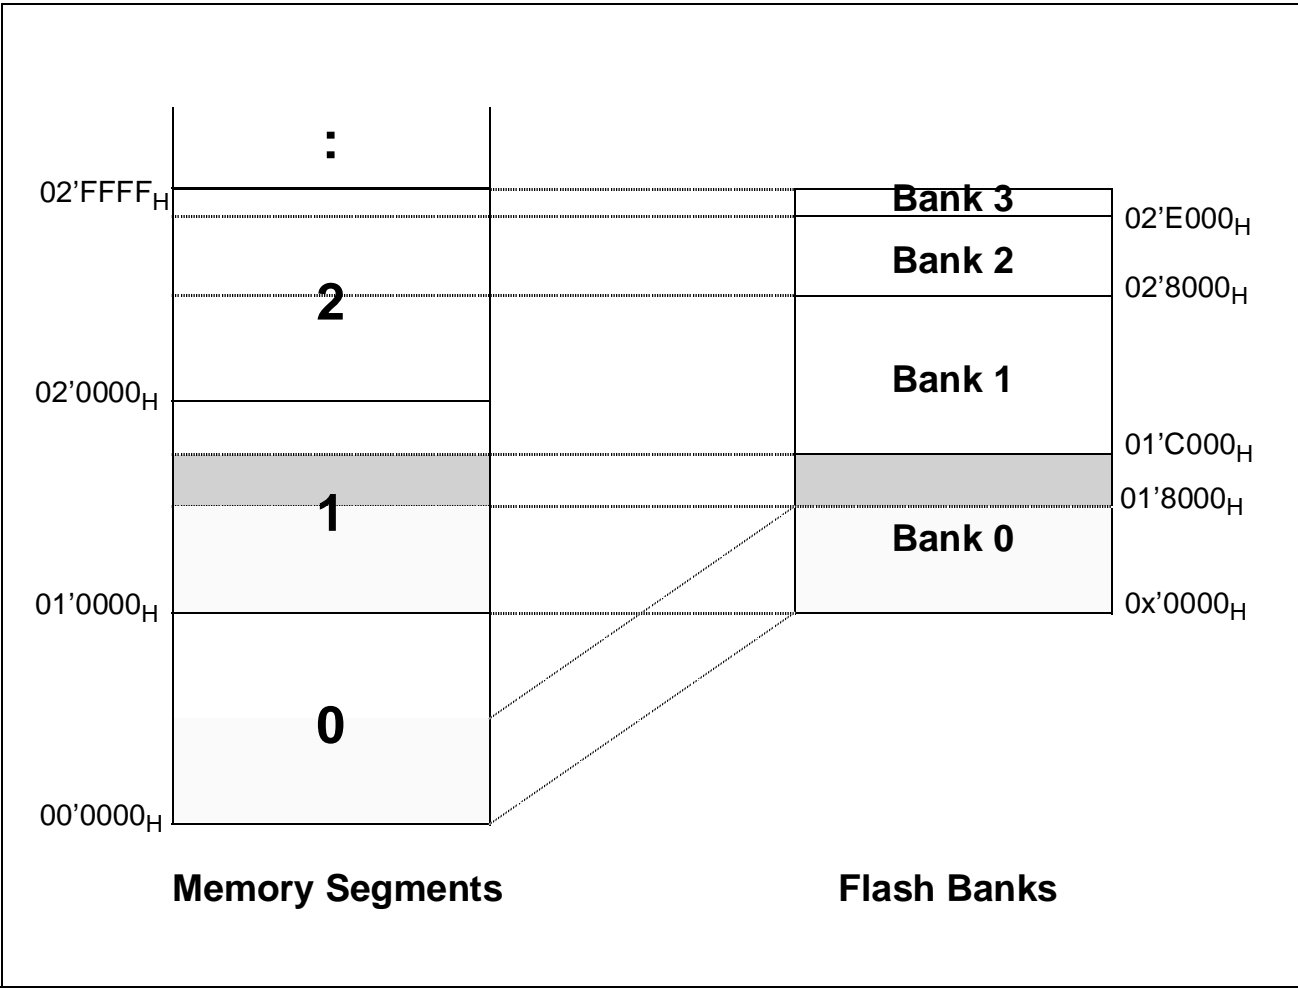 :
02’FFFFH
Bank 3
02’E000H
Bank 2
2
02’8000H
Bank 1
02’0000H
01’C000H
1
01’8000H
Bank 0
01’0000H
0x’0000H
0
00’0000H
Memory Segments
Flash Banks